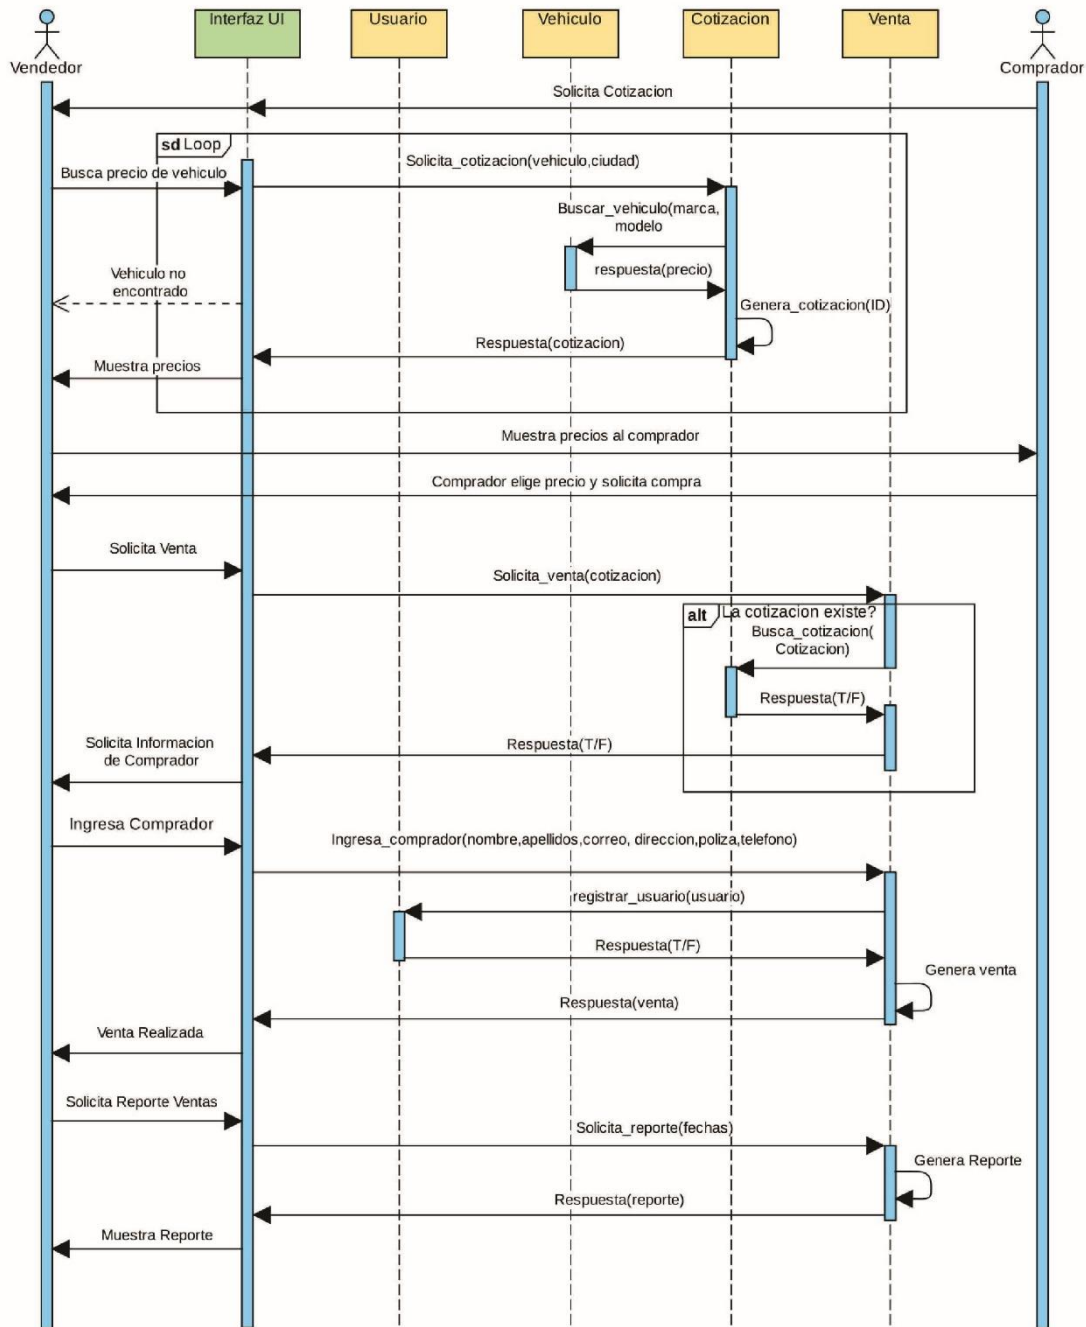 Interfaz UI
Usuario
Vehiculo
Cotizacion
Venta
Vendedor
Comprador
Solicita Cotizacion
sd Loop
Solicita_cotizacion(vehiculo,ciudad)
Busca precio de vehiculo
Buscar_vehiculo(marca,
modelo
respuesta(precio)
Vehiculo no
encontrado
Genera_cotizacion(ID)
Respuesta(cotizacion)
Muestra precios
Muestra precios al comprador
Comprador elige precio y solicita compra
Solicita Venta
Solicita_venta(cotizacion)
alt
La cotizacion existe?
Busca_cotizacion(
Cotizacion)
Respuesta(T/F)
Respuesta(T/F)
Solicita Informacion
de Comprador
Ingresa Comprador
Ingresa_comprador(nombre,apellidos,correo, direccion,poliza,telefono)
registrar_usuario(usuario)
Respuesta(T/F)
Genera venta
Respuesta(venta)
Venta Realizada
Solicita Reporte Ventas
Solicita_reporte(fechas)
Genera Reporte
Respuesta(reporte)
Muestra Reporte